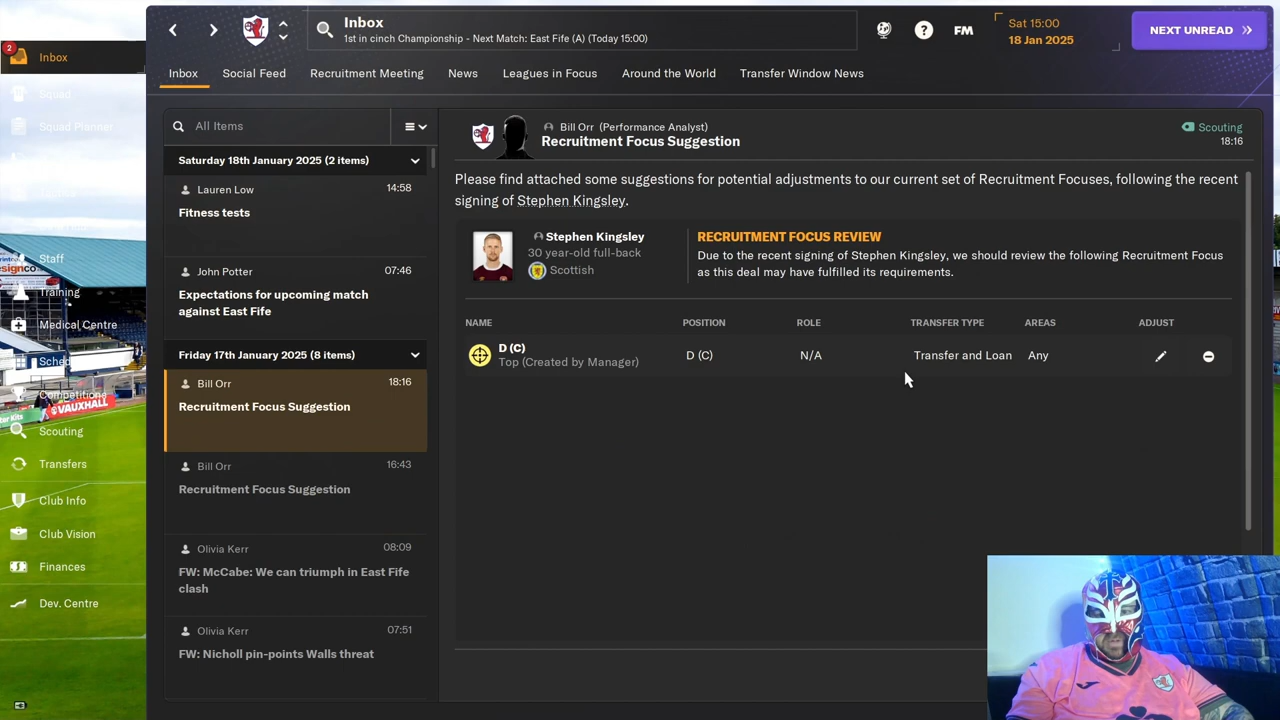 2
Inbox
Squad
Squad Planner
Staff
Training
Medical Centre
Sched
Competitions
Scouting
Transfers
Club Info
Club Vision
Finances
Dev. Centre
Inbox
1st in cinch Championship - Next Match: East Fife (A) (Today 15:00)
FM
Sat 15:00
18 Jan 2025
NEXT UNREAD
Inbox
Social Feed
Recruitment Meeting
News
Leagues in Focus
Around the World
Transfer Window News
All Items
Saturday 18th January 2025 (2 items)
Lauren Low
14:58
Fitness tests
John Potter
07:46
Expectations for upcoming match
against East Fife
Friday 17th January 2025 (8 items)
Bill Orr
18:16
Recruitment Focus Suggestion
Bill Orr
16:43
Recruitment Focus Suggestion
Olivia Kerr
08:09
FW: McCabe: We can triumph in East Fife
clash
Olivia Kerr
07:51
FW: Nicholl pin-points Walls threat
Bill Orr (Performance Analyst)
Recruitment Focus Suggestion
Scouting
18:16
Please find attached some suggestions for potential adjustments to our current set of Recruitment Focuses, following the recent
signing of Stephen Kingsley.
Stephen Kingsley
30 year-old full-back
Scottish
RECRUITMENT FOCUS REVIEW
Due to the recent signing of Stephen Kingsley, we should review the following Recruitment Focus
as this deal may have fulfilled its requirements.
NAME POSITION ROLE TRANSFER TYPE AREAS ADJUST
D (C)
Top (Created by Manager)
D (C) N/A Transfer and Loan Any
VAUXHALL